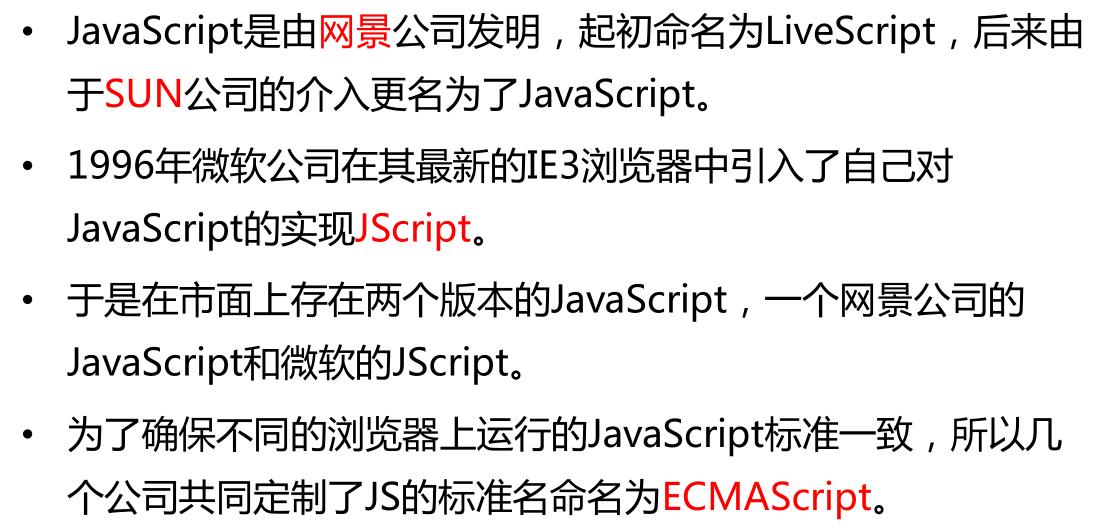 • JavaScript是由网景公司发明，起初命名为LiveScript，后来由
于SUN公司的介入更名为了JavaScript。
• 1996年微软公司在其最新的IE3浏览器中引入了自己对
JavaScript的实现JScript。
• 于是在市面上存在两个版本的JavaScript，一个网景公司的
JavaScript和微软的JScript。
• 为了确保不同的浏览器上运行的JavaScript标准一致，所以几
个公司共同定制了JS的标准名命名为ECMAScript。